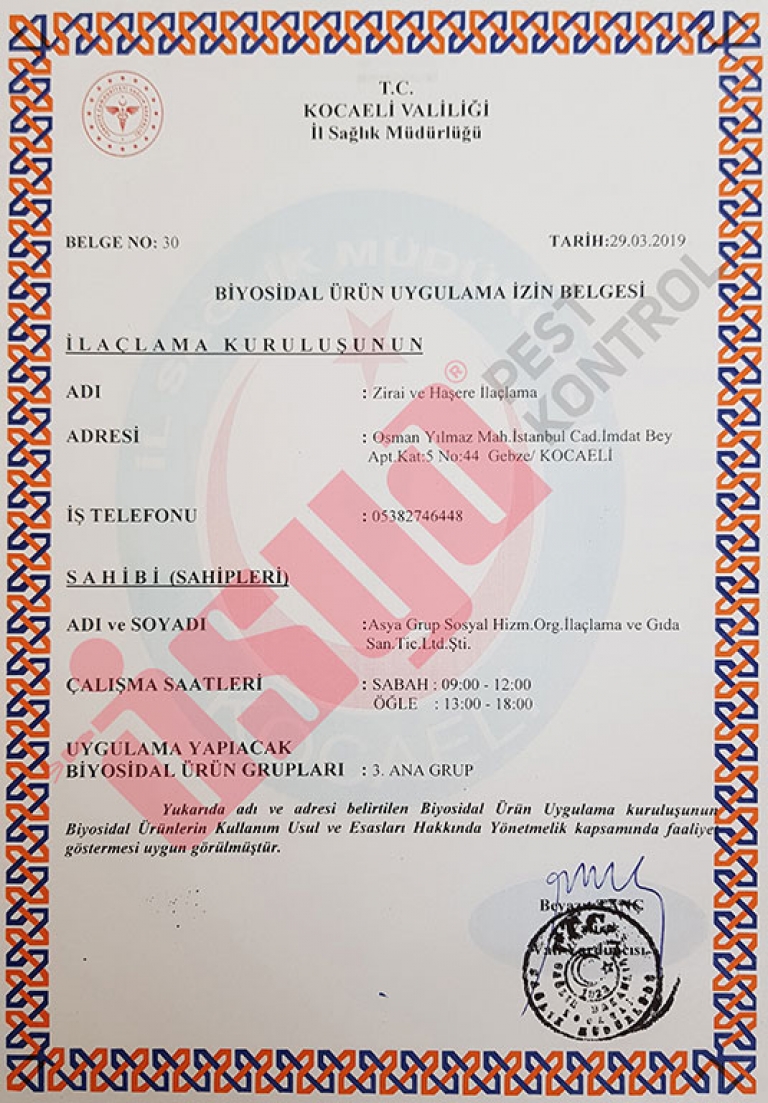 T.C.
KOCAELİ VALİLİĞİ
İl Sağlık Müdürlüğü
BELGE NO: 30 TARİH:29.03.2019
BİYOSİDAL ÜRÜN UYGULAMA İZİN BELGESİ
İLAÇLAMA KURULUŞUNUN
ADI : Zirai ve Haşere İlaçlama
ADRESİ : Osman Yılmaz Mah.İstanbul Cad.İmdat Bey
Apt.Kat:5 No:44 Gebze/ KOCAELİ
İŞ TELEFONU : 05382746448
SAHİBİ (SAHİPLERİ)
ADI ve SOYADI :Asya Grup Sosyal Hizm.Org.İlaçlama ve Gıda
San.Tic.Ltd.Şti.
ÇALIŞMA SAATLERİ : SABAH : 09:00 - 12:00
ÖĞLE : 13:00 - 18:00
UYGULAMA YAPIACAK
BİYOSİDAL ÜRÜN GRUPLARI : 3. ANA GRUP
Yukarıda adı ve adresi belirtilen Biyosidal Ürün Uygulama kuruluşunun
Biyosidal Ürünlerin Kullanım Usul ve Esasları Hakkında Yönetmelik kapsamında faaliyet
göstermesi uygun görülmüştür.
T.C.
1923
SAĞLIK MÜDÜRLÜĞÜ
PEST
KONTROL
®